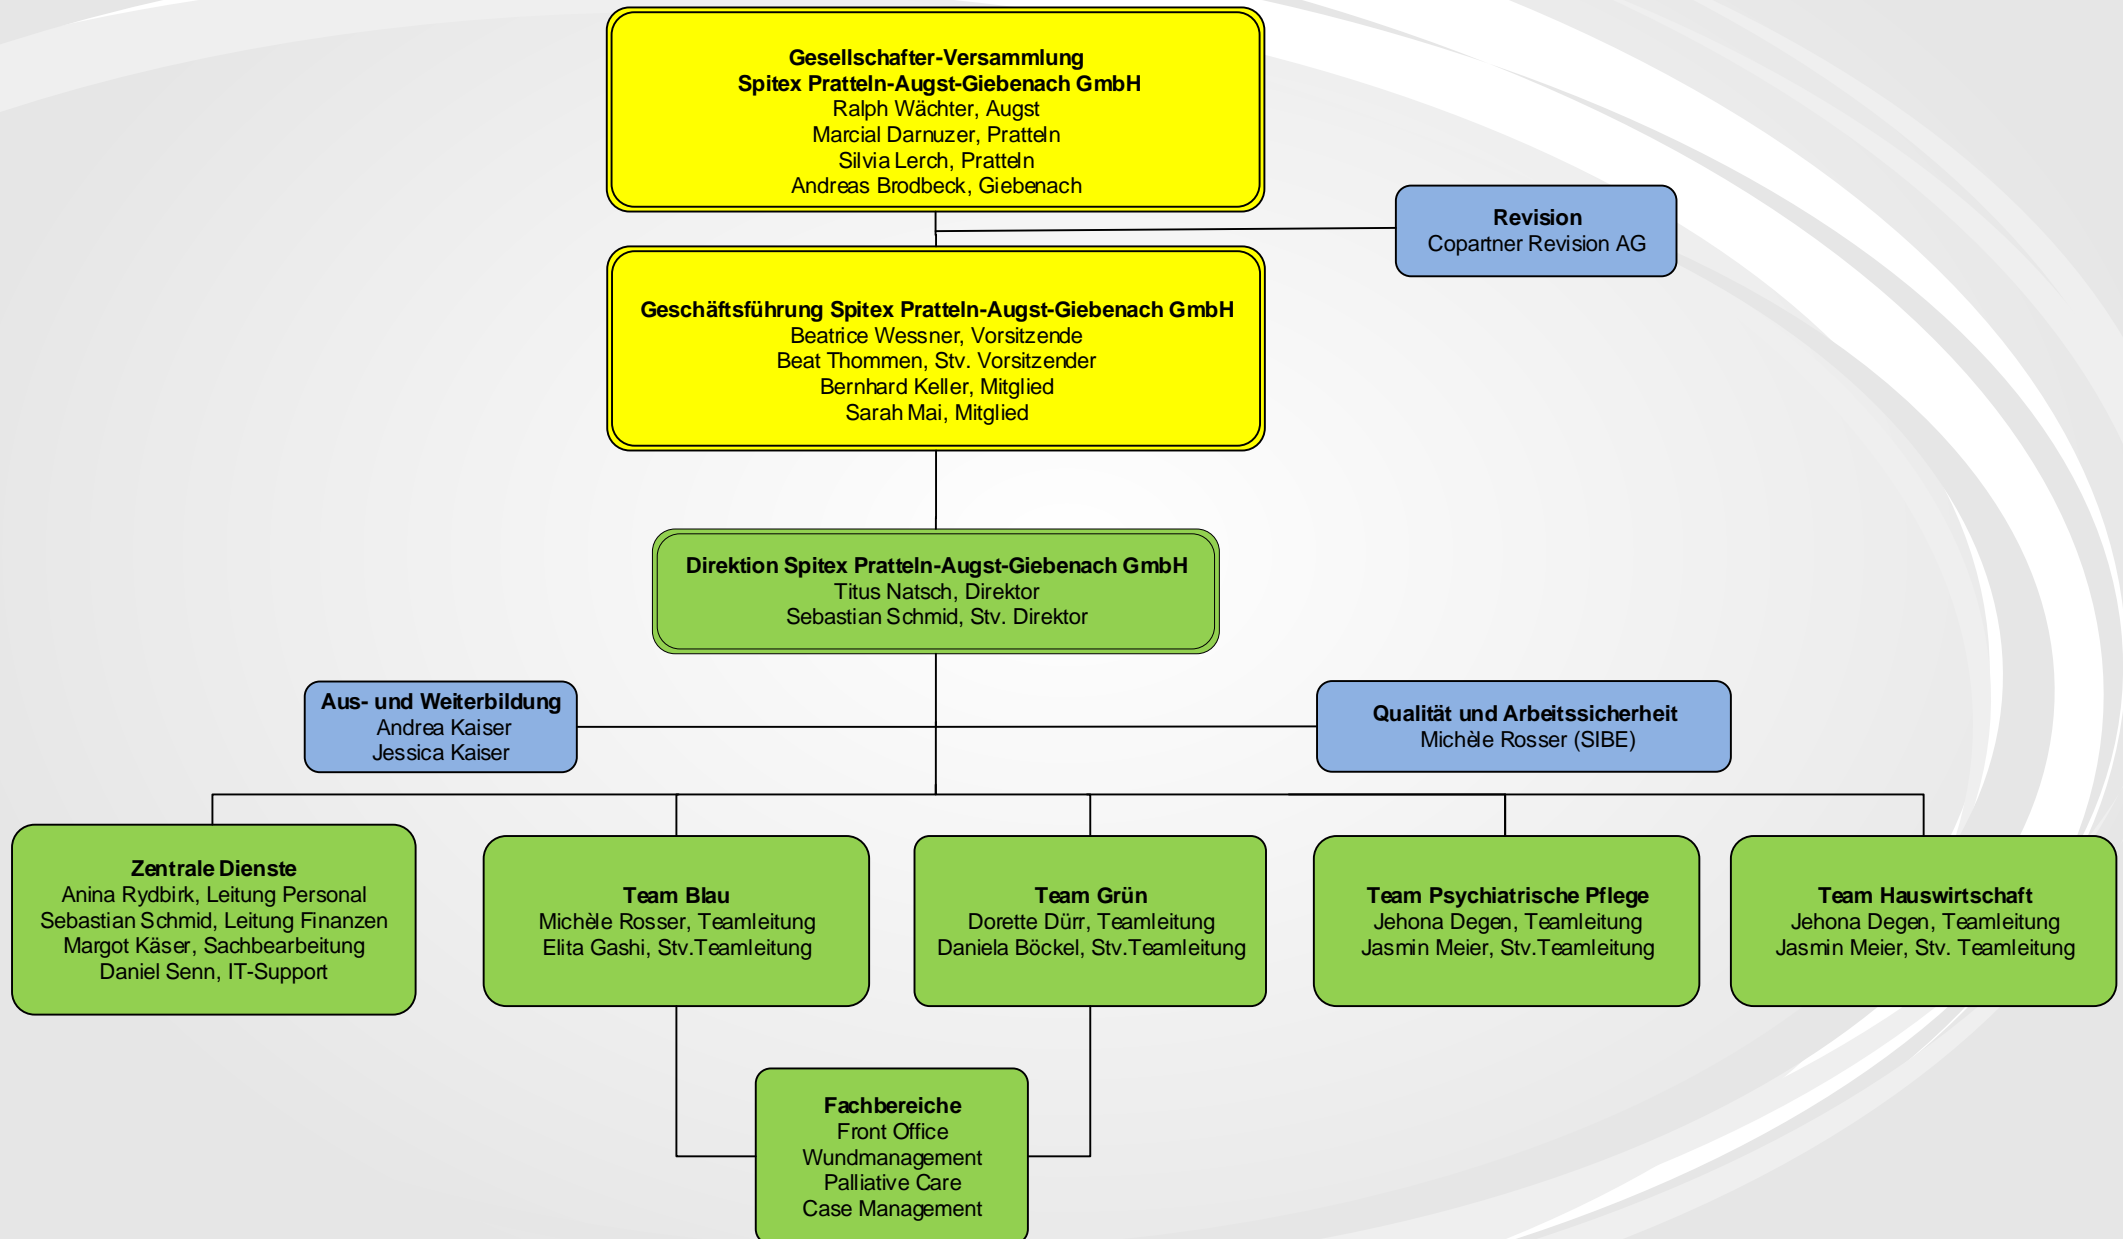 Gesellschafter-Versammlung
Spitex Pratteln-Augst-Giebenach GmbH
Ralph Wächter, Augst
Marcial Darnuzer, Pratteln
Silvia Lerch, Pratteln
Andreas Brodbeck, Giebenach
Revision
Copartner Revision AG
Geschäftsführung Spitex Pratteln-Augst-Giebenach GmbH
Beatrice Wessner, Vorsitzende
Beat Thommen, Stv. Vorsitzender
Bernhard Keller, Mitglied
Sarah Mai, Mitglied
Direktion Spitex Pratteln-Augst-Giebenach GmbH
Titus Natsch, Direktor
Sebastian Schmid, Stv. Direktor
Aus- und Weiterbildung
Andrea Kaiser
Jessica Kaiser
Qualität und Arbeitssicherheit
Michèle Rosser (SIBE)
Zentrale Dienste
Anina Rydbirk, Leitung Personal
Sebastian Schmid, Leitung Finanzen
Margot Käser, Sachbearbeitung
Daniel Senn, IT-Support
Team Blau
Michèle Rosser, Teamleitung
Elita Gashi, Stv.Teamleitung
Team Grün
Dorette Dürr, Teamleitung
Daniela Böckel, Stv.Teamleitung
Team Psychiatrische Pflege
Jehona Degen, Teamleitung
Jasmin Meier, Stv.Teamleitung
Team Hauswirtschaft
Jehona Degen, Teamleitung
Jasmin Meier, Stv. Teamleitung
Fachbereiche
Front Office
Wundmanagement
Palliative Care
Case Management